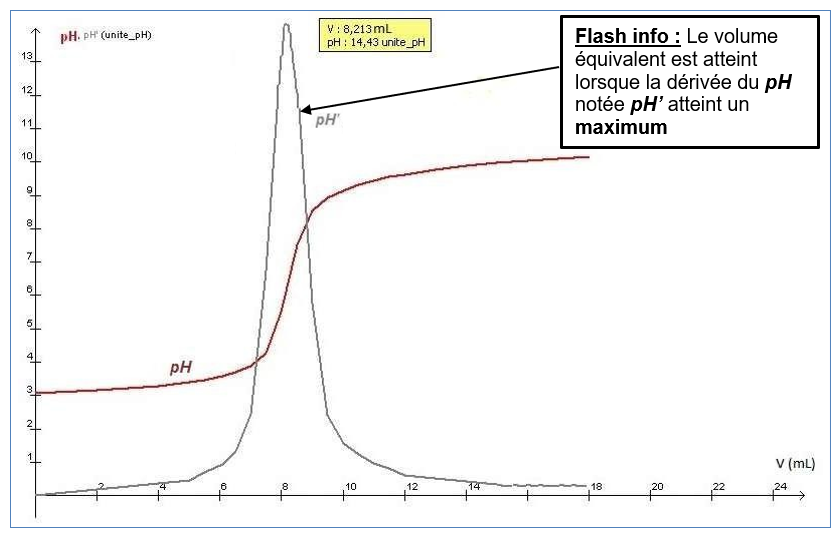 pH, pH' (unite_pH)
V : 8,213 mL
pH : 14,43 unite_pH
Flash info : Le volume
équivalent est atteint
lorsque la dérivée du pH
notée pH’ atteint un
maximum
pH'
13
12
11
10
9
8
7
6
5
4
3
2
1
pH
V (mL)
2
4
6
8
10
12
14
16
18
20
22
24